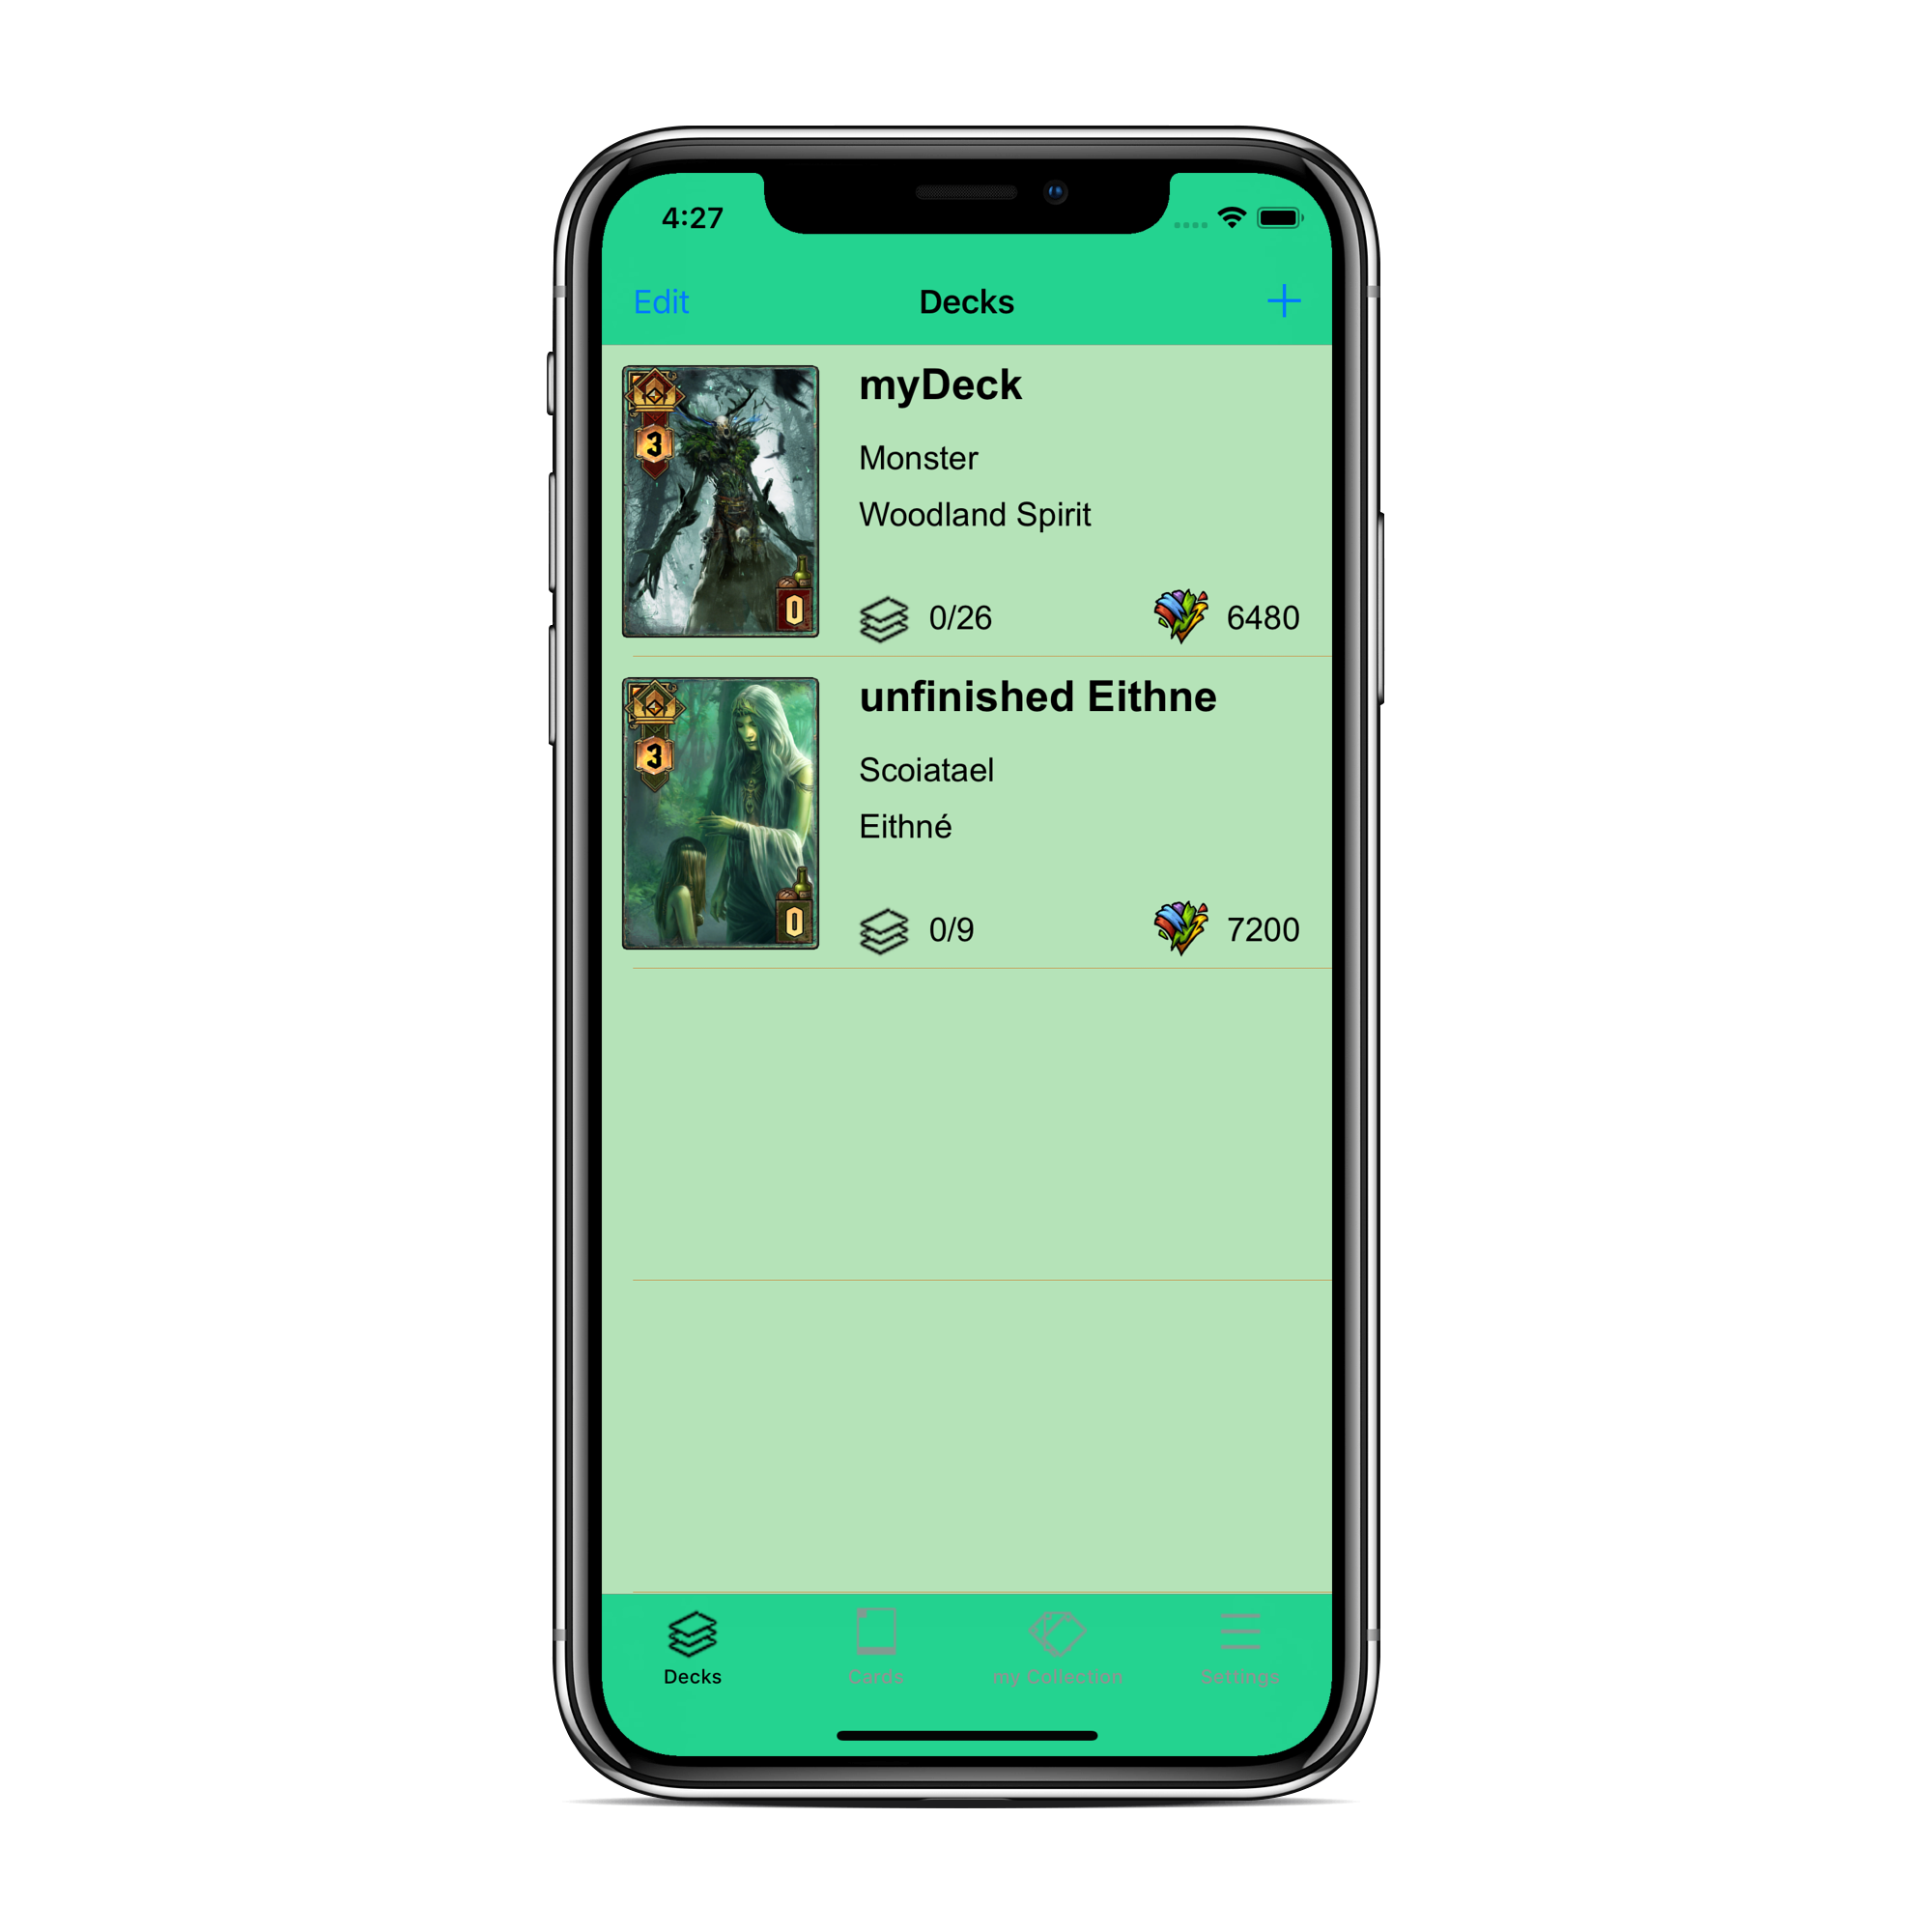 4:27
Edit
Decks
myDeck
3
Monster
Woodland Spirit
0
0/26
6480
unfinished Eithne
3
Scoiatael
Eithné
0
0/9
7200
Decks
Cards
my Collection
Settings